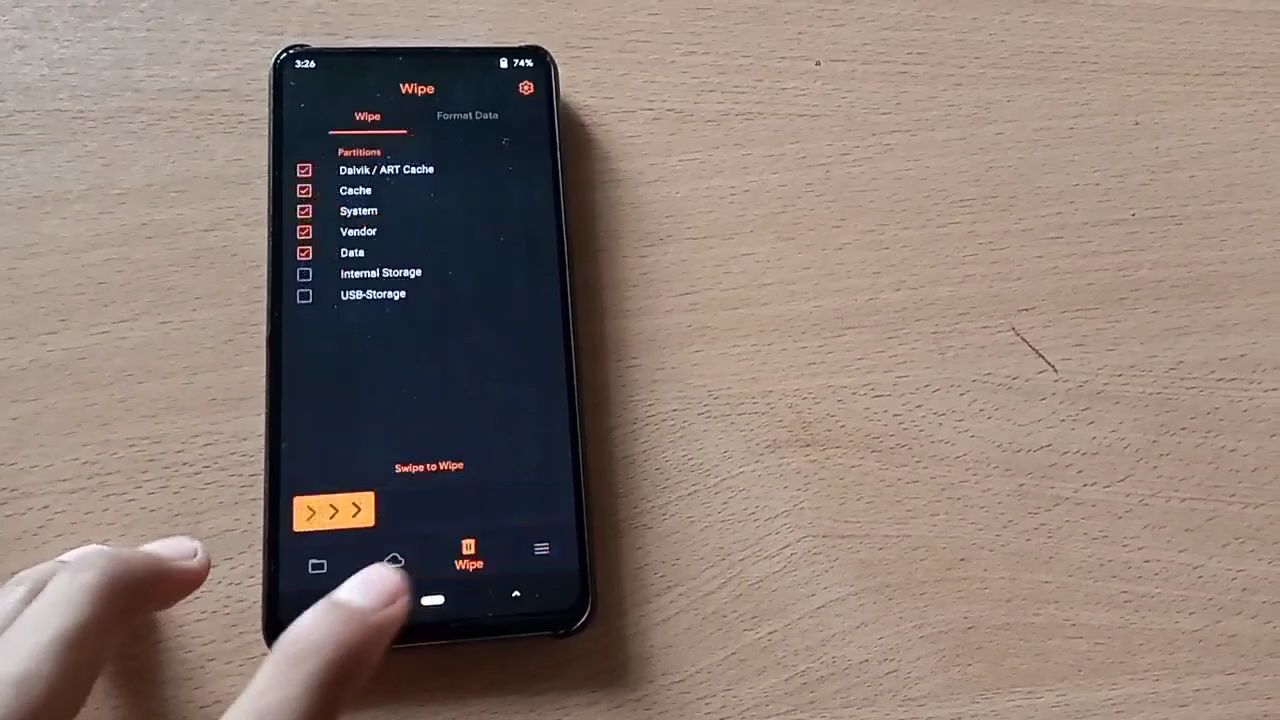 3:26 74%
Wipe
Wipe Format Data
Partitions
Dalvik / ART Cache
Cache
System
Vendor
Data
Internal Storage
USB-Storage
Swipe to Wipe
Wipe